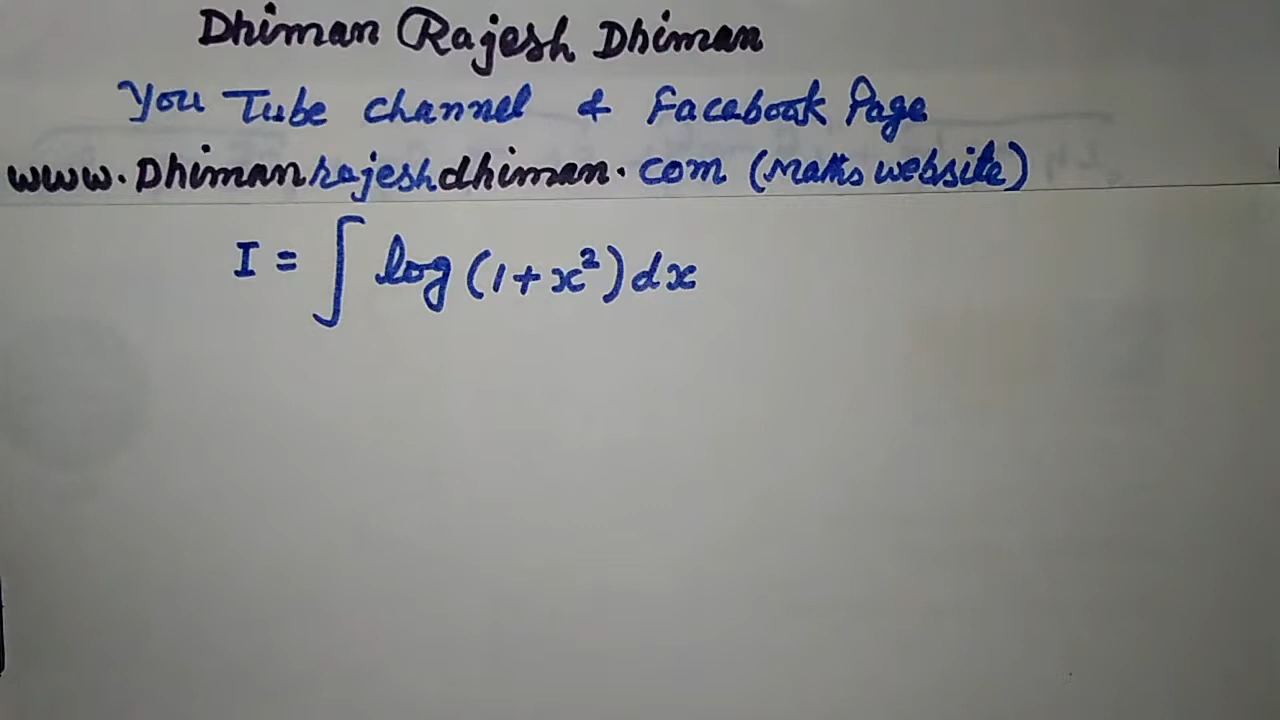 Dhiman Rajesh Dhiman
You Tube channel & Facebook Page
www.Dhimanrajeshdhiman.com (Maths website)
I = ∫ log (1+x²) dx